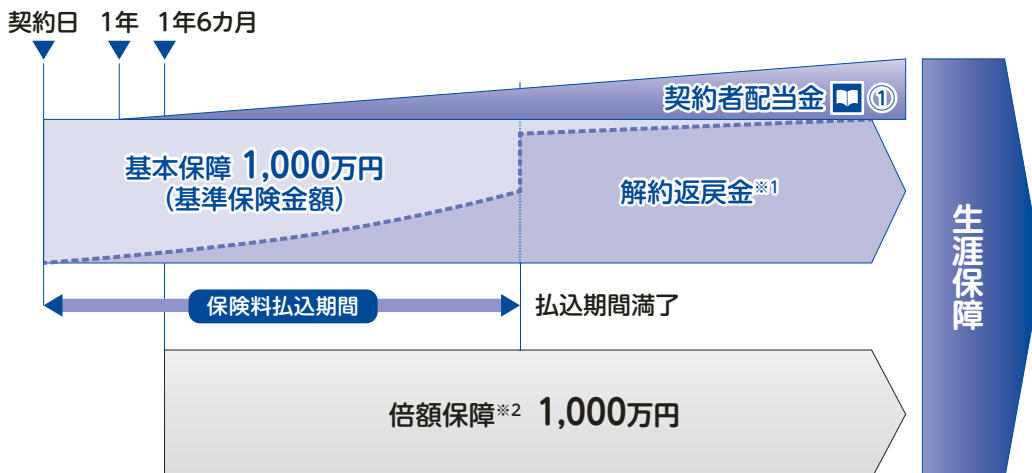 契約日 1年 1年6カ月
契約者配当金 ①
基本保障 1,000万円
(基準保険金額)
解約返戻金※1
保険料払込期間
払込期間満了
倍額保障※2 1,000万円
生涯保障